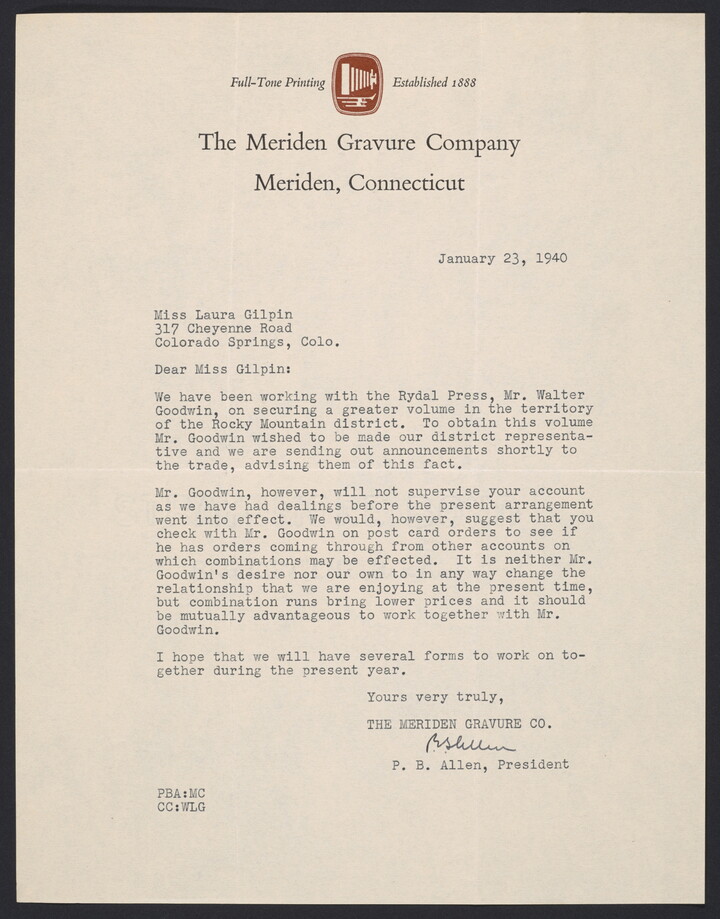 Full-Tone Printing Established 1888
The Meriden Gravure Company
Meriden, Connecticut
January 23, 1940
Miss Laura Gilpin
317 Cheyenne Road
Colorado Springs, Colo.
Dear Miss Gilpin:
We have been working with the Rydal Press, Mr. Walter
Goodwin, on securing a greater volume in the territory
of the Rocky Mountain district. To obtain this volume
Mr. Goodwin wished to be made our district representa-
tive and we are sending out announcements shortly to
the trade, advising them of this fact.
Mr. Goodwin, however, will not supervise your account
as we have had dealings before the present arrangement
went into effect. We would, however, suggest that you
check with Mr. Goodwin on post card orders to see if
he has orders coming through from other accounts on
which combinations may be effected. It is neither Mr.
Goodwin's desire nor our own to in any way change the
relationship that we are enjoying at the present time,
but combination runs bring lower prices and it should
be mutually advantageous to work together with Mr.
Goodwin.
I hope that we will have several forms to work on to-
gether during the present year.
Yours very truly,
THE MERIDEN GRAVURE CO.
P. B. Allen, President
PBA:MC
CC:WLG